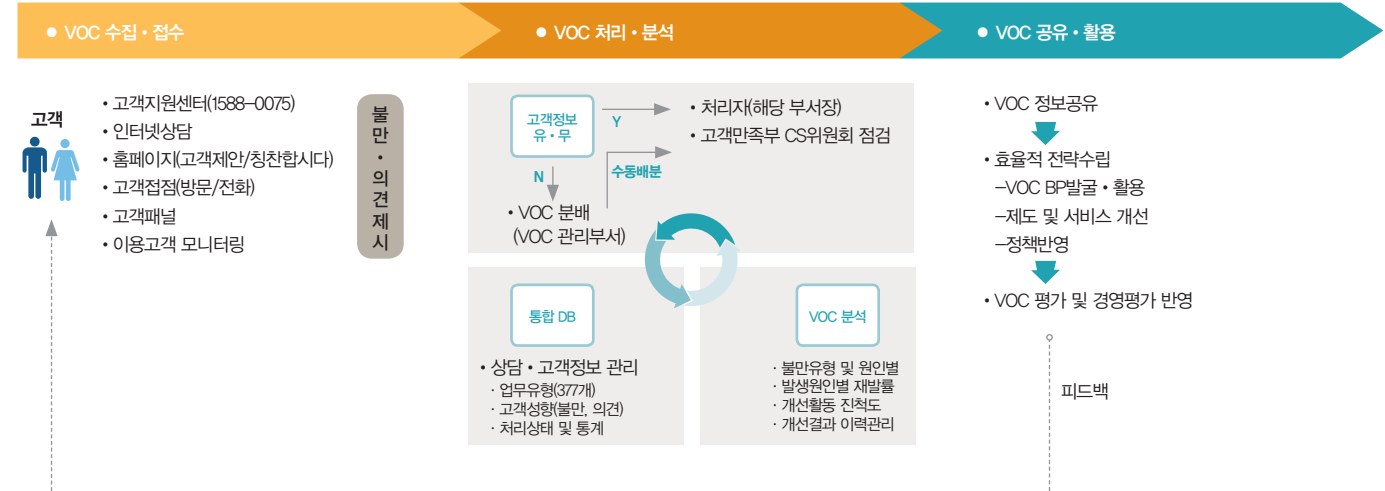 ● VOC 수집 • 접수
● VOC 처리 • 분석
● VOC 공유 • 활용
고객
• 고객지원센터(1588-0075)
• 인터넷상담
• 홈페이지(고객제안/칭찬합시다)
• 고객접점(방문/전화)
• 고객패널
• 이용고객 모니터링
불만 • 의견제시
고객정보
유 • 무
Y
• 처리자(해당 부서장)
• 고객만족부 CS위원회 점검
N
수동배분
• VOC 분배
(VOC 관리부서)
통합 DB
• 상담 • 고객정보 관리
· 업무유형(377개)
· 고객성향(불만, 의견)
· 처리상태 및 통계
VOC 분석
· 불만유형 및 원인별
· 발생원인별 재발률
· 개선활동 진척도
· 개선결과 이력관리
• VOC 정보공유
• 효율적 전략수립
-VOC BP발굴 • 활용
-제도 및 서비스 개선
-정책반영
• VOC 평가 및 경영평가 반영
피드백